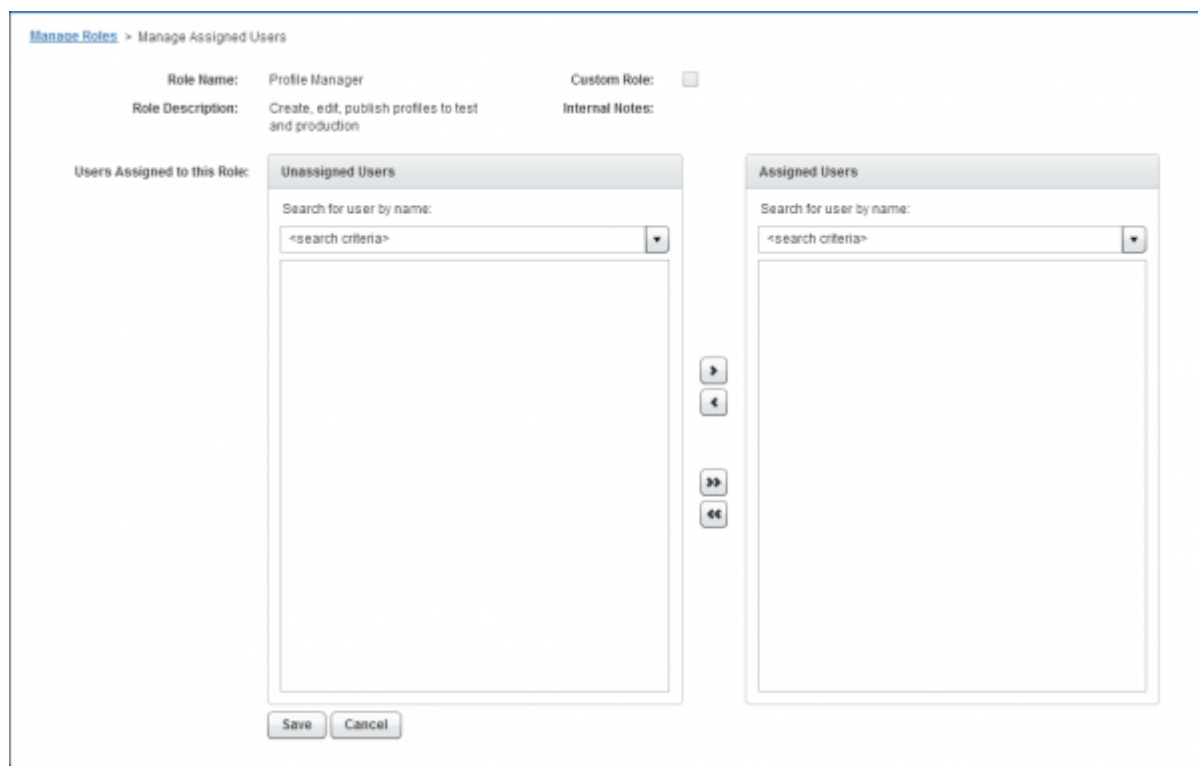 Manage Roles > Manage Assigned Users
Role Name: Profile Manager Custom Role:
Role Description: Create, edit, publish profiles to test Internal Notes:
and production
Users Assigned to this Role: Unassigned Users Assigned Users
Search for user by name: Search for user by name:
<search criteria> <search criteria>
>
<
>>
<<
Save Cancel